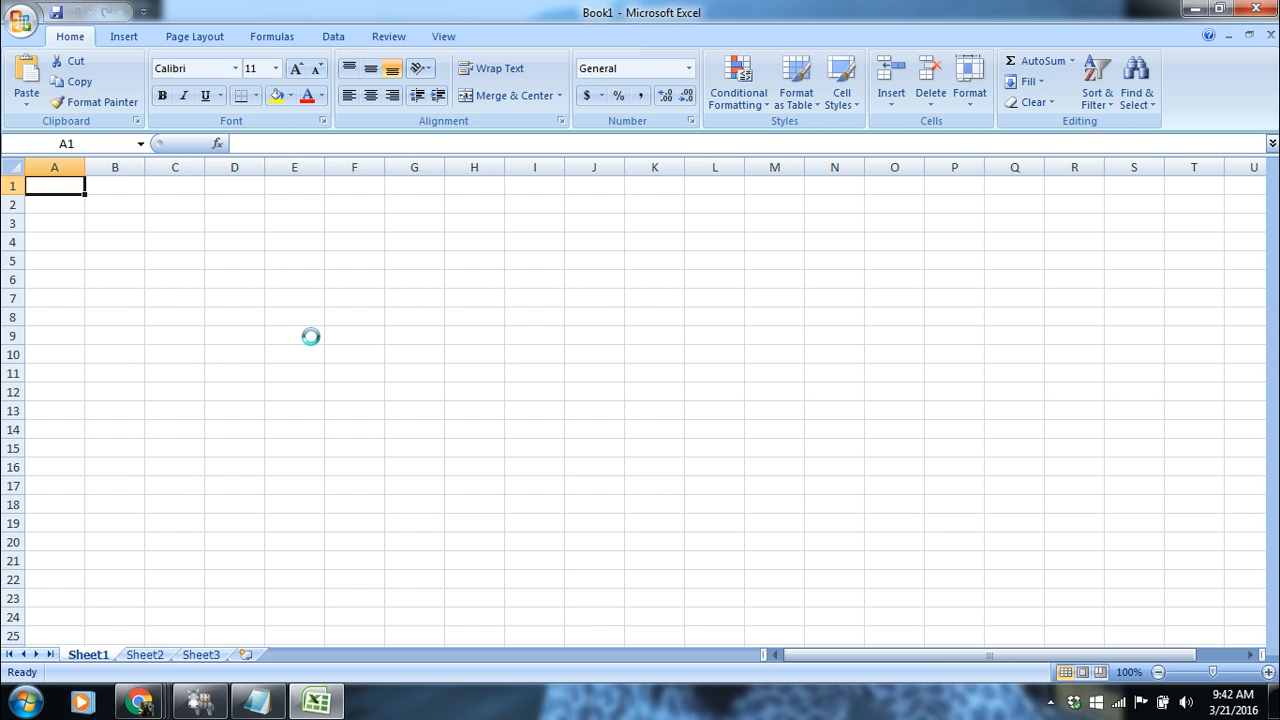 Book1 - Microsoft Excel
Home Insert Page Layout Formulas Data Review View
Paste
Cut
Copy
Format Painter
Clipboard
Calibri 11
A A
B I U A
Font
Wrap Text
Merge & Center
Alignment
General
$ % , .0 .00 .00 .0
Number
Conditional Formatting
Format as Table
Cell Styles
Styles
Insert Delete Format
Cells
Σ AutoSum
Fill
Clear
Sort & Filter
Find & Select
Editing
A1 fx
A B C D E F G H I J K L M N O P Q R S T U
1
2
3
4
5
6
7
8
9
10
11
12
13
14
15
16
17
18
19
20
21
22
23
24
25
Sheet1 Sheet2 Sheet3
Ready 100%
9:42 AM
3/21/2016